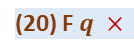 (20) F q ×